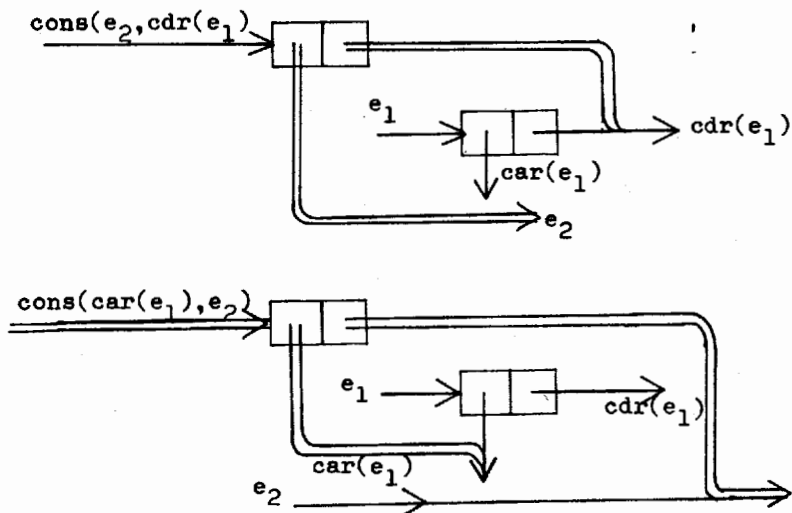 cons(e2,cdr(e1)
e1
cdr(e1)
car(e1)
e2
cons(car(e1),e2)
e1
cdr(e1)
car(e1)
e2